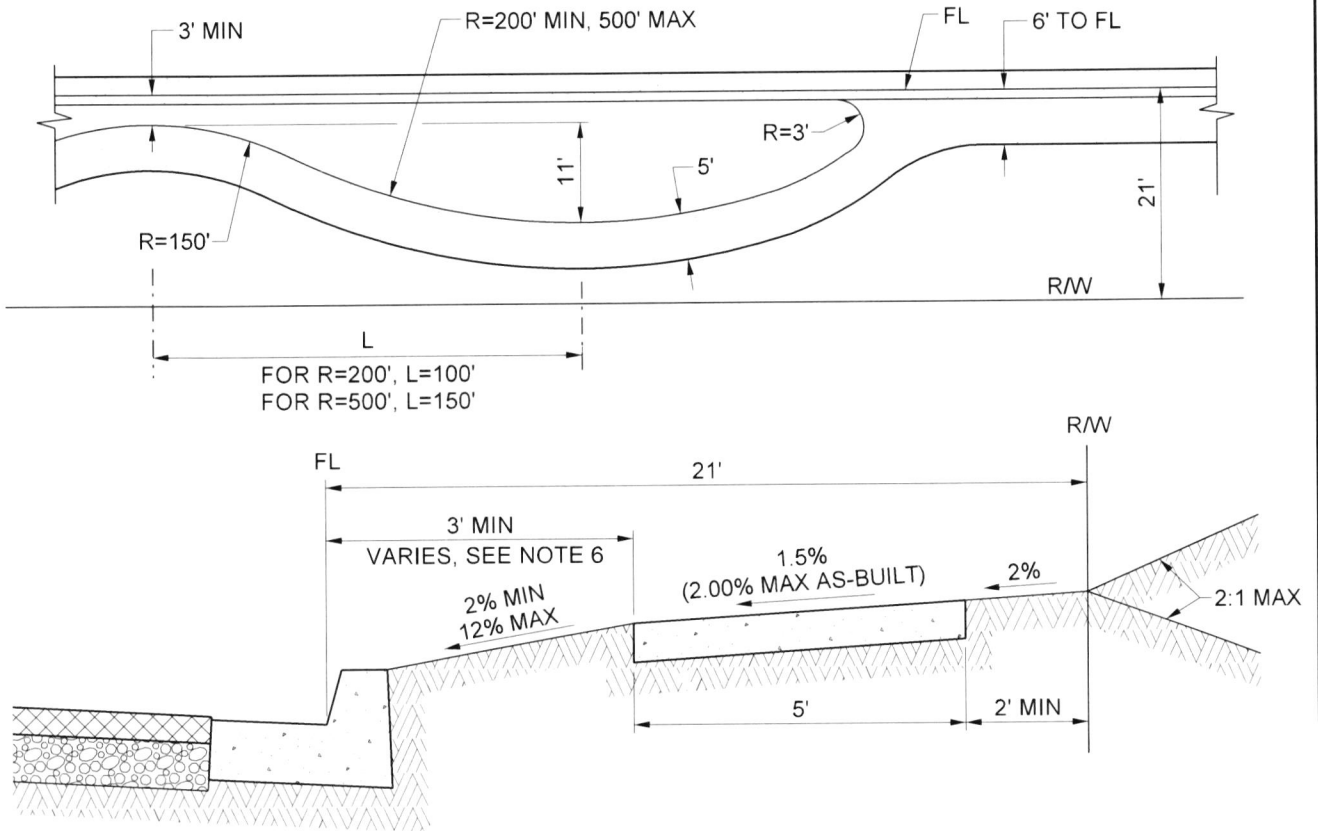 3' MIN
R=200' MIN, 500' MAX
FL
6' TO FL
R=3'
11'
5'
21'
R=150'
R/W
L
FOR R=200', L=100'
FOR R=500', L=150'
R/W
FL
21'
3' MIN
VARIES, SEE NOTE 6
1.5%
(2.00% MAX AS-BUILT)
2%
2% MIN
12% MAX
2:1 MAX
5'
2' MIN